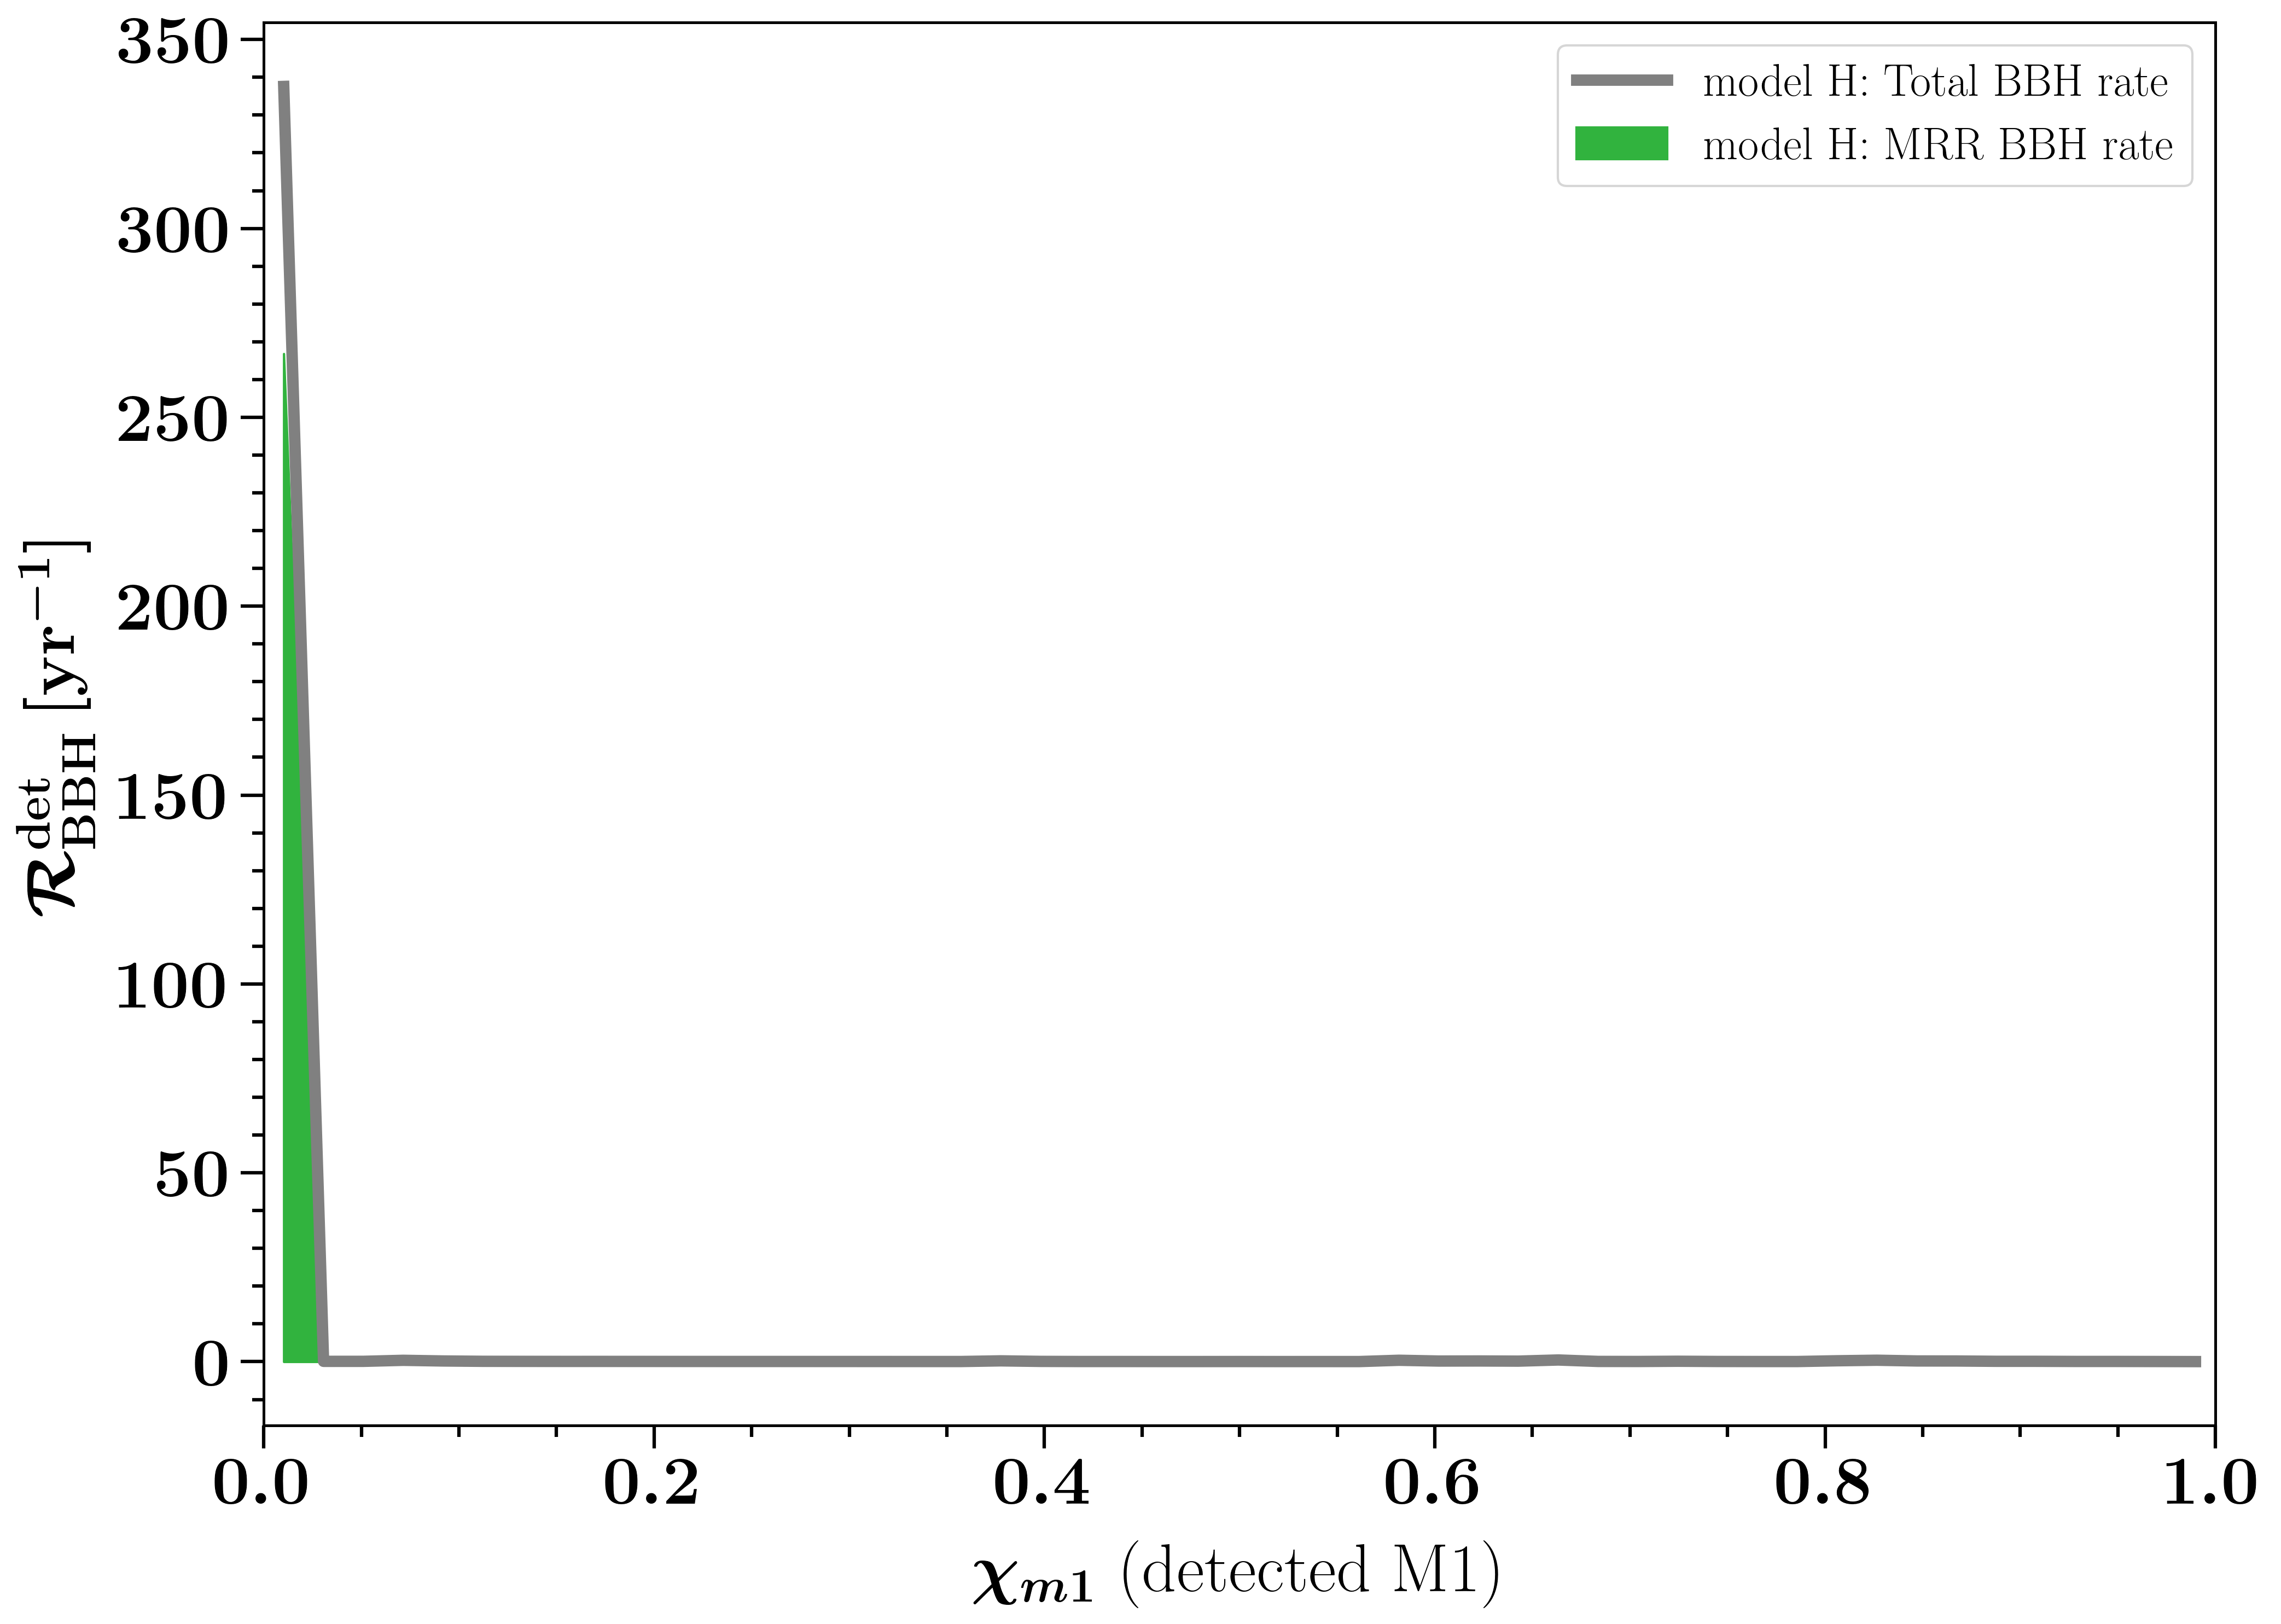 model H: Total BBH rate
model H: MRR BBH rate
350
300
250
200
150
100
50
0
ℛ^det_BBH [yr⁻¹]
0.0 0.2 0.4 0.6 0.8 1.0
χ_m1 (detected M1)